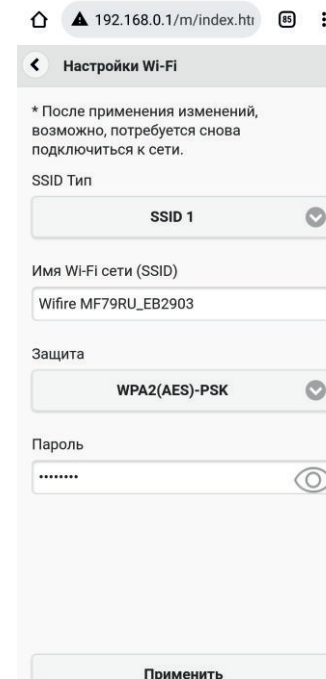 192.168.0.1/m/index.ht
85
Настройки Wi-Fi
* После применения изменений,
возможно, потребуется снова
подключиться к сети.
SSID Тип
SSID 1
Имя Wi-Fi сети (SSID)
Wifire MF79RU_EB2903
Защита
WPA2(AES)-PSK
Пароль
••••••••
Применить